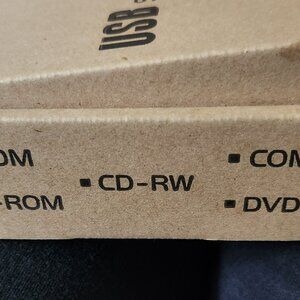 USB
OM
▪ COM
▪ CD-RW
-ROM
▪ DVD